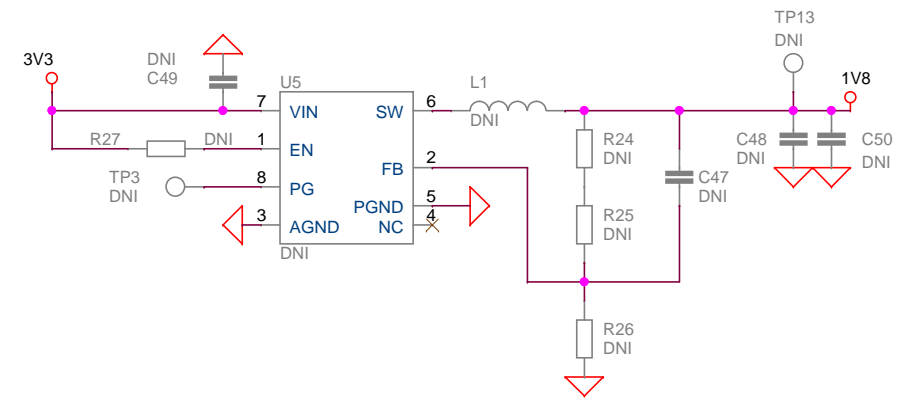 TP13
DNI
3V3
DNI
C49
1V8
U5
L1
DNI
7
VIN
SW
6
R27
DNI
1
EN
FB
2
R24
DNI
C48
DNI
C50
DNI
TP3
DNI
8
PG
C47
DNI
PGND
5
R25
DNI
3
AGND
NC
4
DNI
R26
DNI